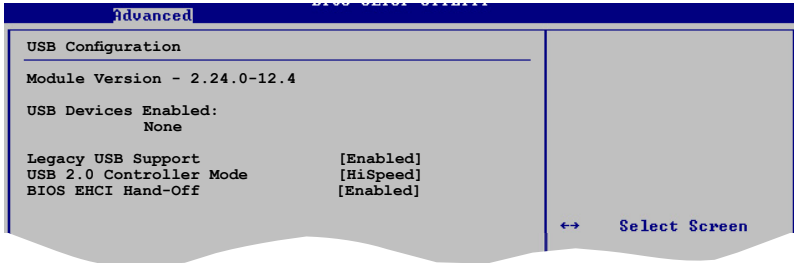 Advanced
USB Configuration
Module Version - 2.24.0-12.4
USB Devices Enabled:
None
Legacy USB Support [Enabled]
USB 2.0 Controller Mode [HiSpeed]
BIOS EHCI Hand-Off [Enabled]
←→ Select Screen